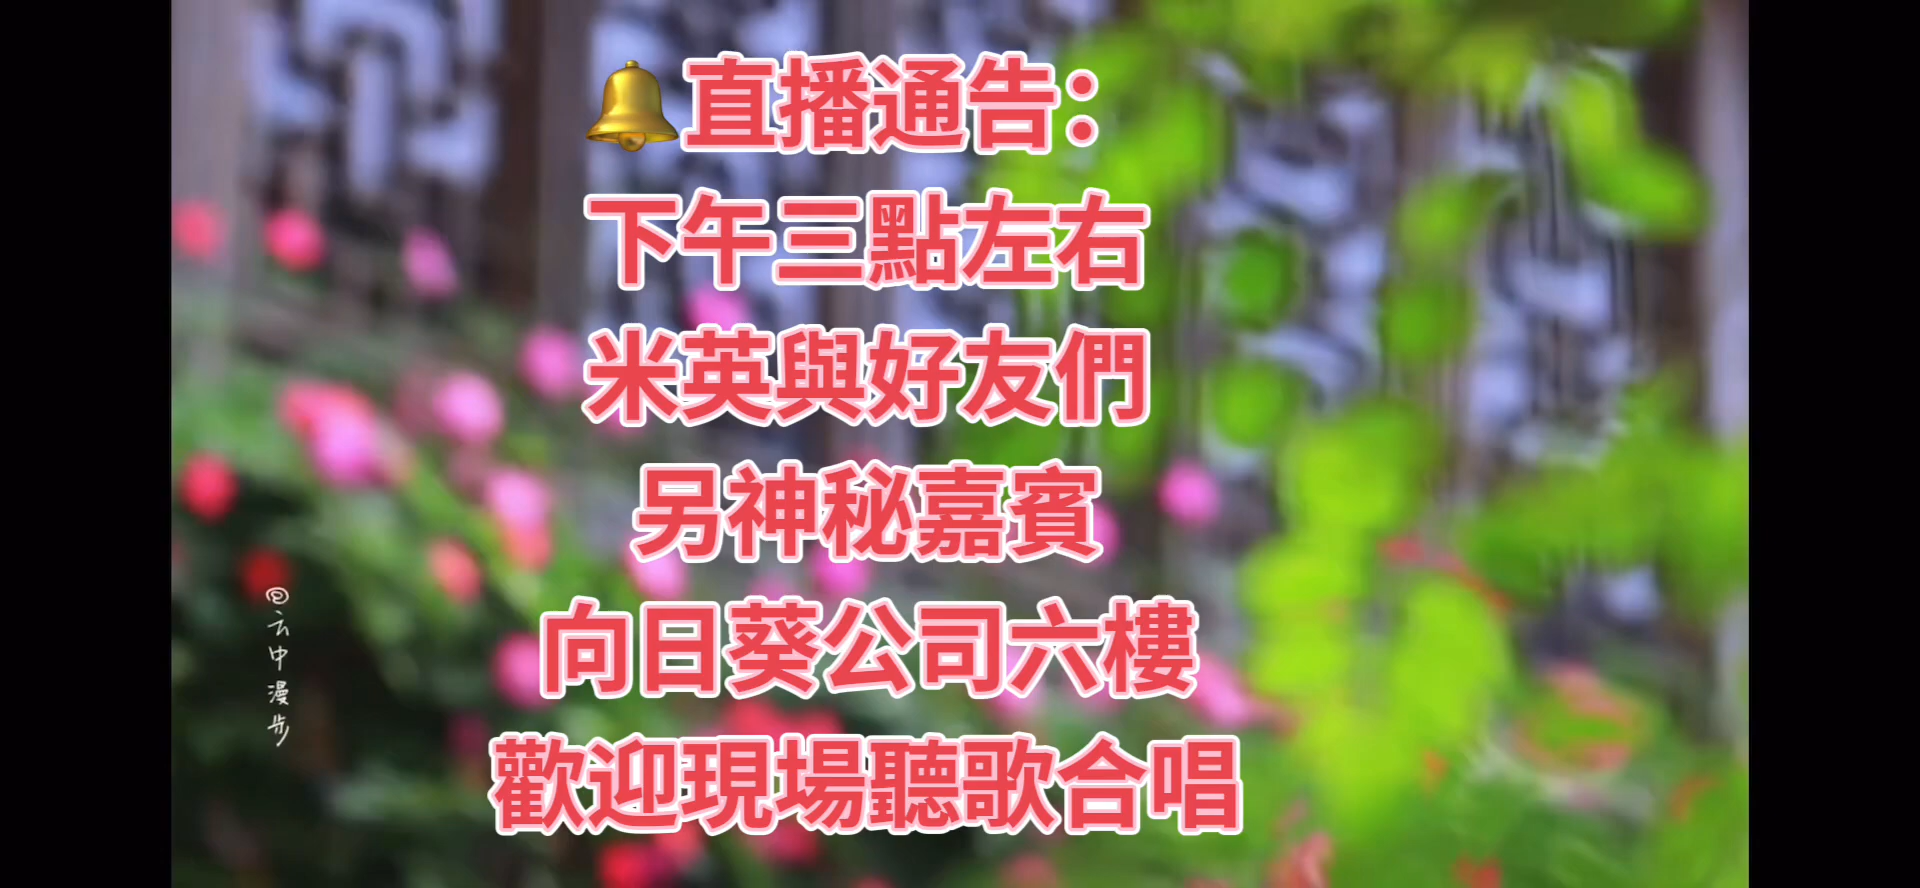 🔔直播通告：
下午三點左右
米英與好友們
另神秘嘉賓
向日葵公司六樓
歡迎現場聽歌合唱
@云中漫步